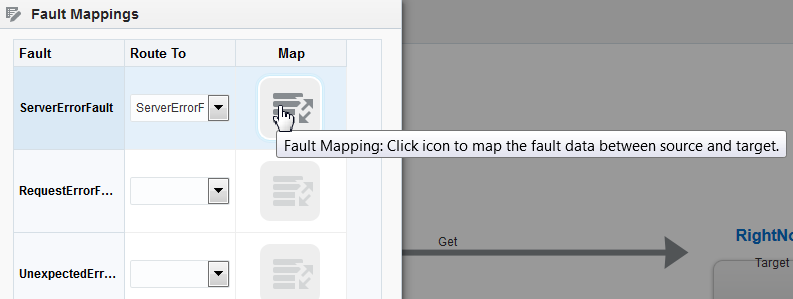 Fault Mappings
Fault Route To Map
ServerErrorFault ServerErrorF
Fault Mapping: Click icon to map the fault data between source and target.
RequestErrorF...
Get
RightNo
Target
UnexpectedErr...